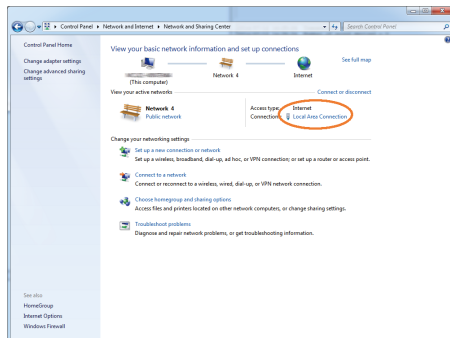 Control Panel ▸ Network and Internet ▸ Network and Sharing Center
Search Control Panel
Control Panel Home
Change adapter settings
Change advanced sharing
settings
View your basic network information and set up connections
See full map
(This computer)
Network 4
Internet
View your active networks
Connect or disconnect
Network 4
Public network
Access type: Internet
Connections: Local Area Connection
Change your networking settings
Set up a new connection or network
Set up a wireless, broadband, dial-up, ad hoc, or VPN connection; or set up a router or access point.
Connect to a network
Connect or reconnect to a wireless, wired, dial-up, or VPN network connection.
Choose homegroup and sharing options
Access files and printers located on other network computers, or change sharing settings.
Troubleshoot problems
Diagnose and repair network problems, or get troubleshooting information.
See also
HomeGroup
Internet Options
Windows Firewall